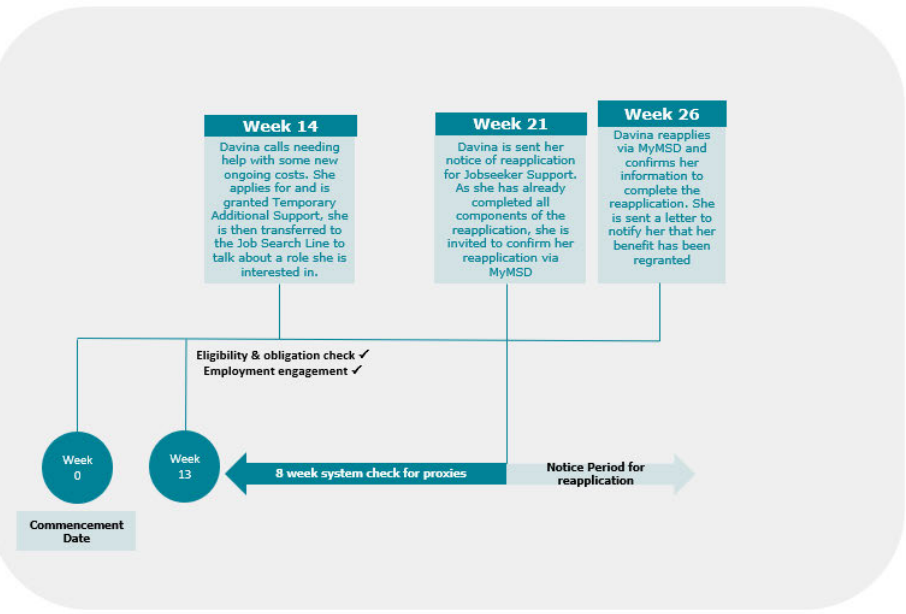 Week 14
Davina calls needing
help with some new
ongoing costs. She
applies for and is
granted Temporary
Additional Support, she
is then transferred to
the Job Search Line to
talk about a role she is
interested in.
Week 21
Davina is sent her
notice of reapplication
for Jobseeker Support.
As she has already
completed all
components of the
reapplication, she is
invited to confirm her
reapplication via
MyMSD
Week 26
Davina reapplies
via MyMSD and
confirms her
information to
complete the
reapplication. She
is sent a letter to
notify her that her
benefit has been
regranted
Eligibility & obligation check ✓
Employment engagement ✓
Week
0
Week
13
8 week system check for proxies
Notice Period for
reapplication
Commencement
Date